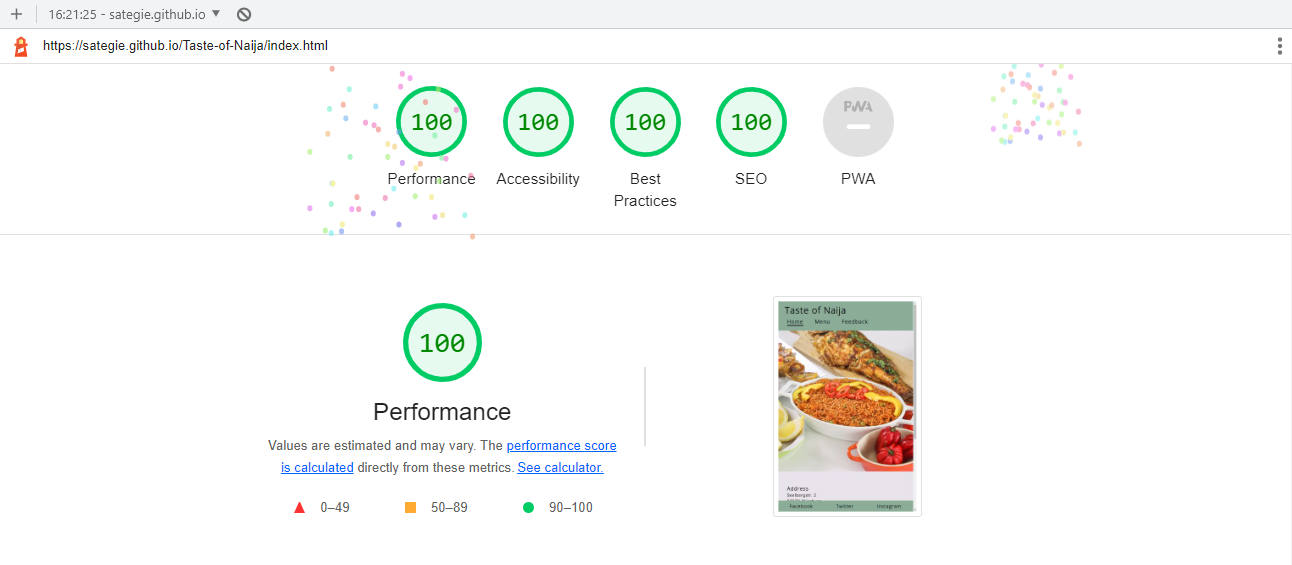 16:21:25 - sategie.github.io
https://sategie.github.io/Taste-of-Naija/index.html
100
100
100
100
PWA
Performance
Accessibility
Best
Practices
SEO
PWA
100
Performance
Values are estimated and may vary. The performance score
is calculated directly from these metrics. See calculator.
0–49
50–89
90–100
Taste of Naija
Home Menu Feedback
Address
Facebook Twitter Instagram